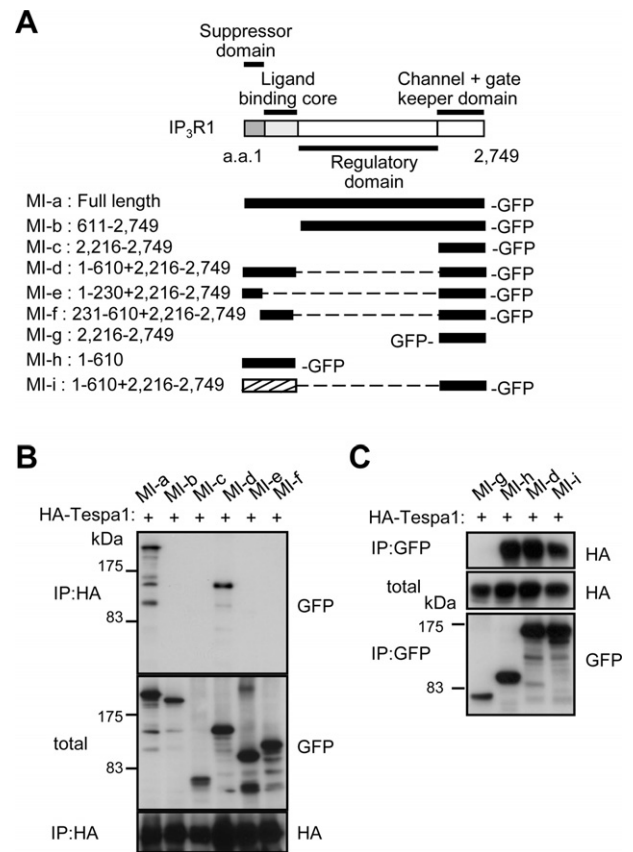 A
Suppressor
domain
Ligand
binding core
Channel + gate
keeper domain
IP3R1
a.a.1
2,749
Regulatory
domain
MI-a : Full length -GFP
MI-b : 611-2,749 -GFP
MI-c : 2,216-2,749 -GFP
MI-d : 1-610+2,216-2,749 -GFP
MI-e : 1-230+2,216-2,749 -GFP
MI-f : 231-610+2,216-2,749 -GFP
MI-g : 2,216-2,749 GFP-
MI-h : 1-610 -GFP
MI-i : 1-610+2,216-2,749 -GFP
B
MI-a MI-b MI-c MI-d MI-e MI-f
HA-Tespa1: + + + + + +
kDa
175
IP:HA GFP
83
175
total GFP
83
IP:HA HA
C
MI-g MI-h MI-d MI-i
HA-Tespa1: + + + +
IP:GFP HA
total HA
kDa
175
IP:GFP GFP
83